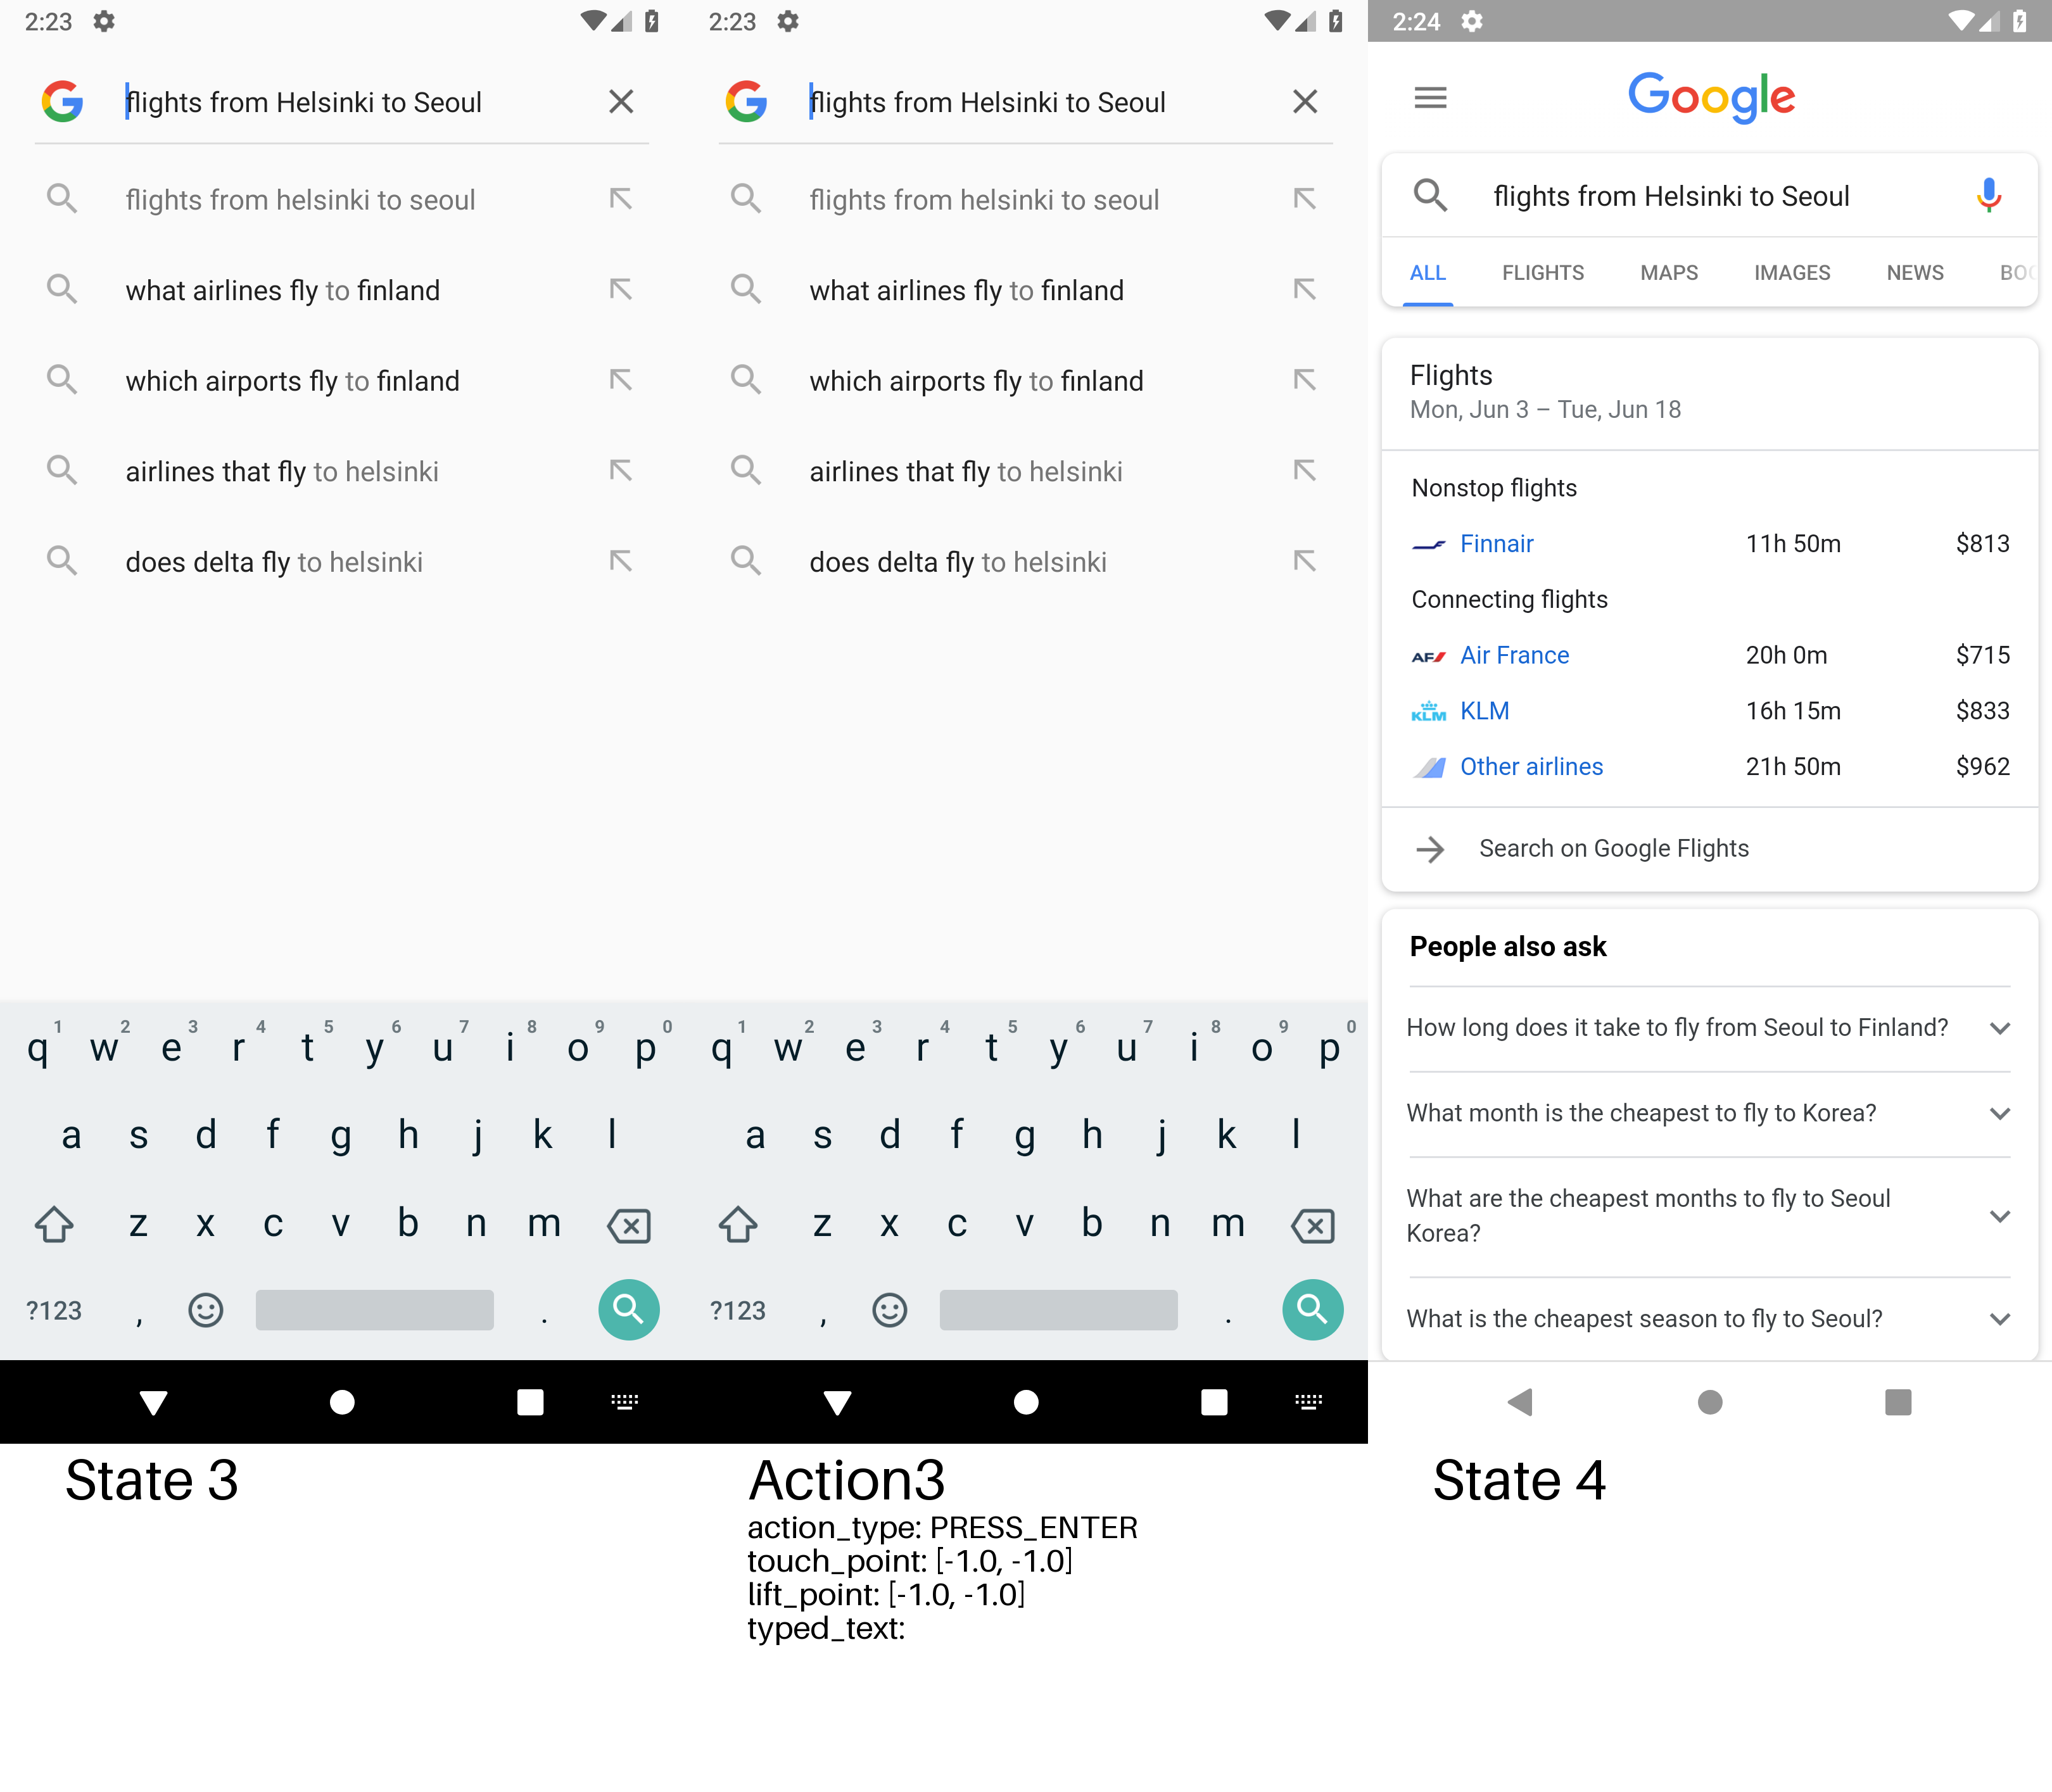 2:23
flights from Helsinki to Seoul
flights from helsinki to seoul
what airlines fly to finland
which airports fly to finland
airlines that fly to helsinki
does delta fly to helsinki
1 2 3 4 5 6 7 8 9 0
q w e r t y u i o p
a s d f g h j k l
z x c v b n m
?123 , .
State 3
2:23
flights from Helsinki to Seoul
flights from helsinki to seoul
what airlines fly to finland
which airports fly to finland
airlines that fly to helsinki
does delta fly to helsinki
1 2 3 4 5 6 7 8 9 0
q w e r t y u i o p
a s d f g h j k l
z x c v b n m
?123 , .
Action3
action_type: PRESS_ENTER
touch_point: [-1.0, -1.0]
lift_point: [-1.0, -1.0]
typed_text:
2:24
Google
flights from Helsinki to Seoul
ALL FLIGHTS MAPS IMAGES NEWS BOO
Flights
Mon, Jun 3 – Tue, Jun 18
Nonstop flights
Finnair 11h 50m $813
Connecting flights
AF Air France 20h 0m $715
KLM KLM 16h 15m $833
Other airlines 21h 50m $962
Search on Google Flights
People also ask
How long does it take to fly from Seoul to Finland?
What month is the cheapest to fly to Korea?
What are the cheapest months to fly to Seoul
Korea?
What is the cheapest season to fly to Seoul?
State 4